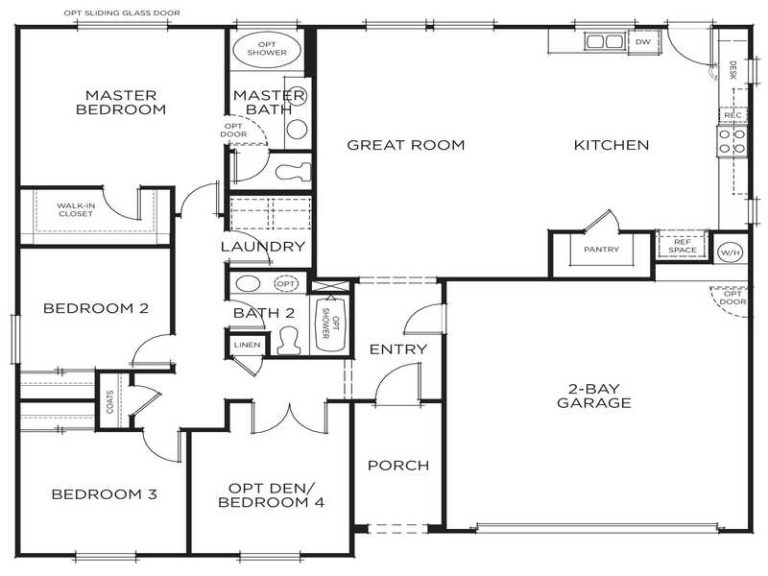 OPT SLIDING GLASS DOOR
OPT
SHOWER
MASTER
BEDROOM
MASTER
BATH
OPT
DOOR
GREAT ROOM
KITCHEN
DW
DESK
REC
WALK-IN
CLOSET
LAUNDRY
PANTRY
REF
SPACE
W/H
OPT
DOOR
BEDROOM 2
OPT
BATH 2
OPT
SHOWER
LINEN
ENTRY
COATS
2-BAY
GARAGE
BEDROOM 3
OPT DEN/
BEDROOM 4
PORCH